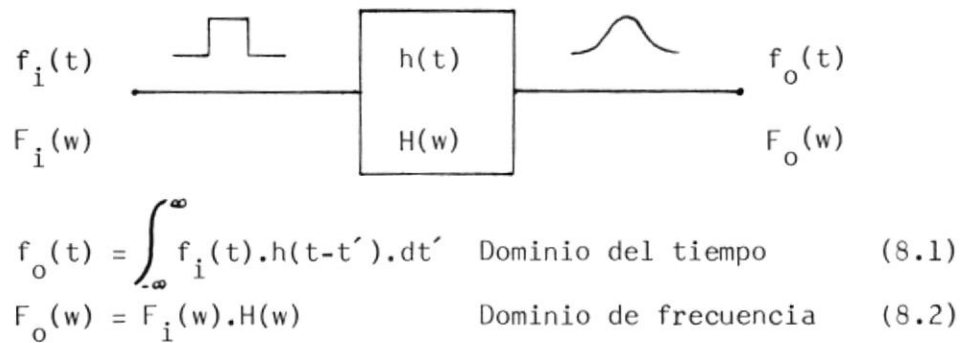 f_i(t) h(t) f_o(t)
F_i(w) H(w) F_o(w)
f_o(t) = ∫_{-∞}^{∞} f_i(t).h(t-t´).dt´ Dominio del tiempo (8.1)
F_o(w) = F_i(w).H(w) Dominio de frecuencia (8.2)